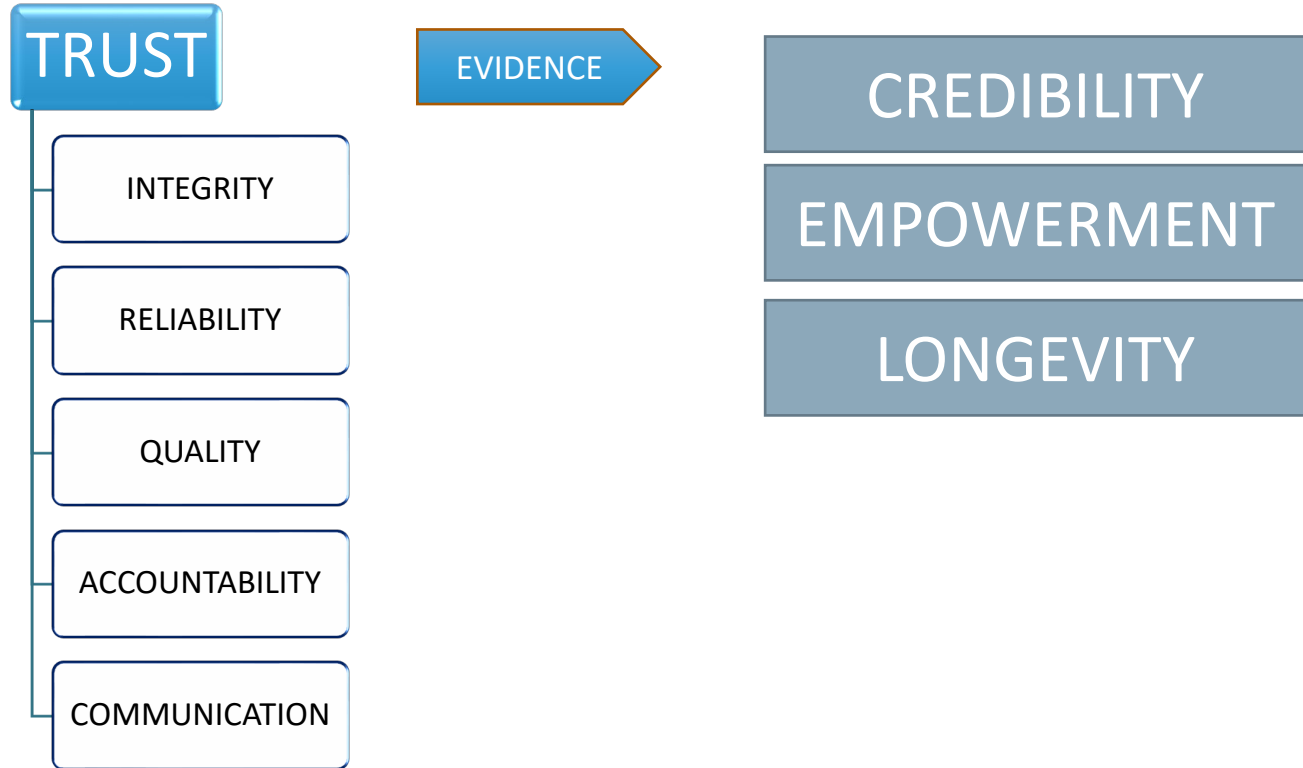 TRUST
INTEGRITY
RELIABILITY
QUALITY
ACCOUNTABILITY
COMMUNICATION
EVIDENCE
CREDIBILITY
EMPOWERMENT
LONGEVITY